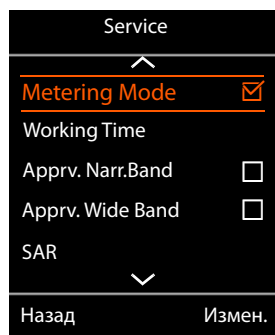 Service
Metering Mode
Working Time
Apprv. Narr.Band
Apprv. Wide Band
SAR
Назад Измен.